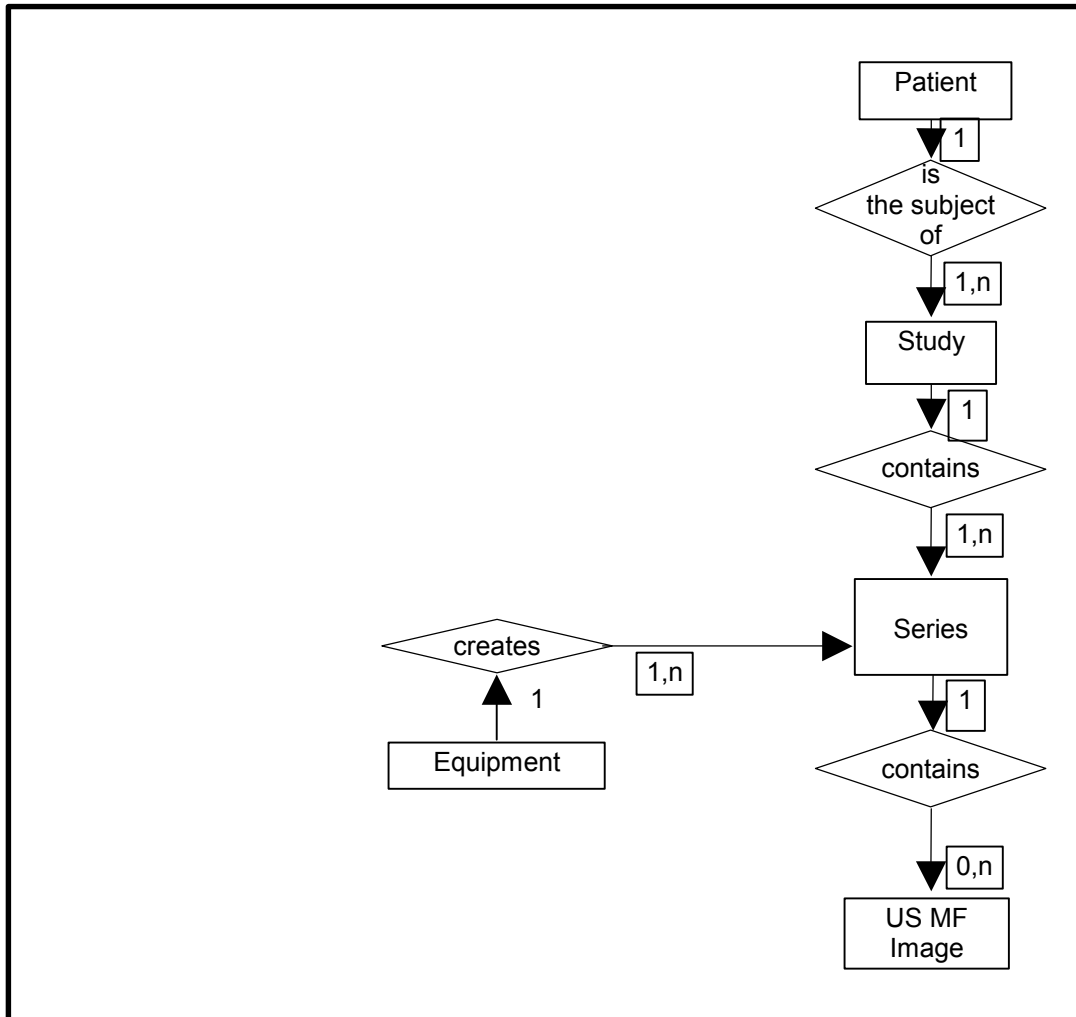 Patient
1
is
the subject
of
1,n
Study
1
contains
1,n
Series
creates
1,n
1
Equipment
1
contains
0,n
US MF
Image